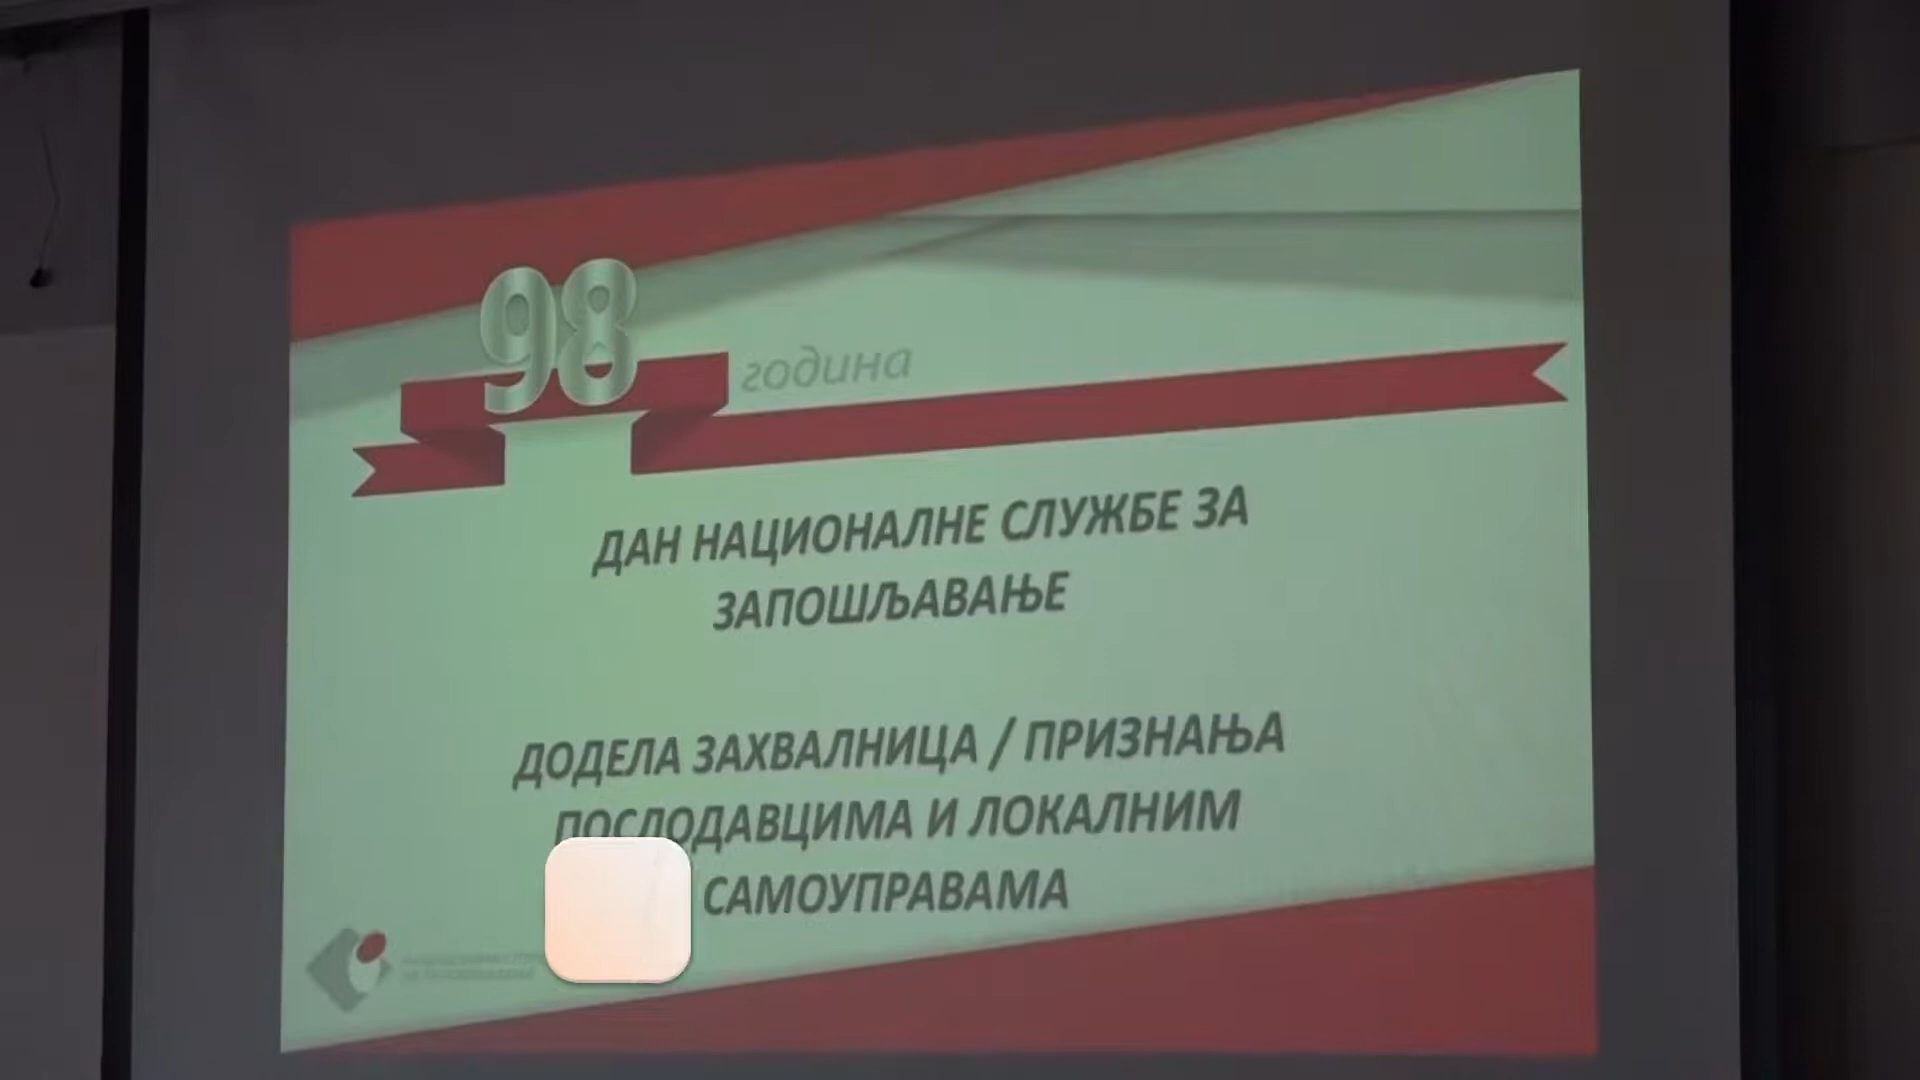 98
година
ДАН НАЦИОНАЛНЕ СЛУЖБЕ ЗА
ЗАПОШЉАВАЊЕ
ДОДЕЛА ЗАХВАЛНИЦА / ПРИЗНАЊА
ПОСЛОДАВЦИМА И ЛОКАЛНИМ
САМОУПРАВАМА